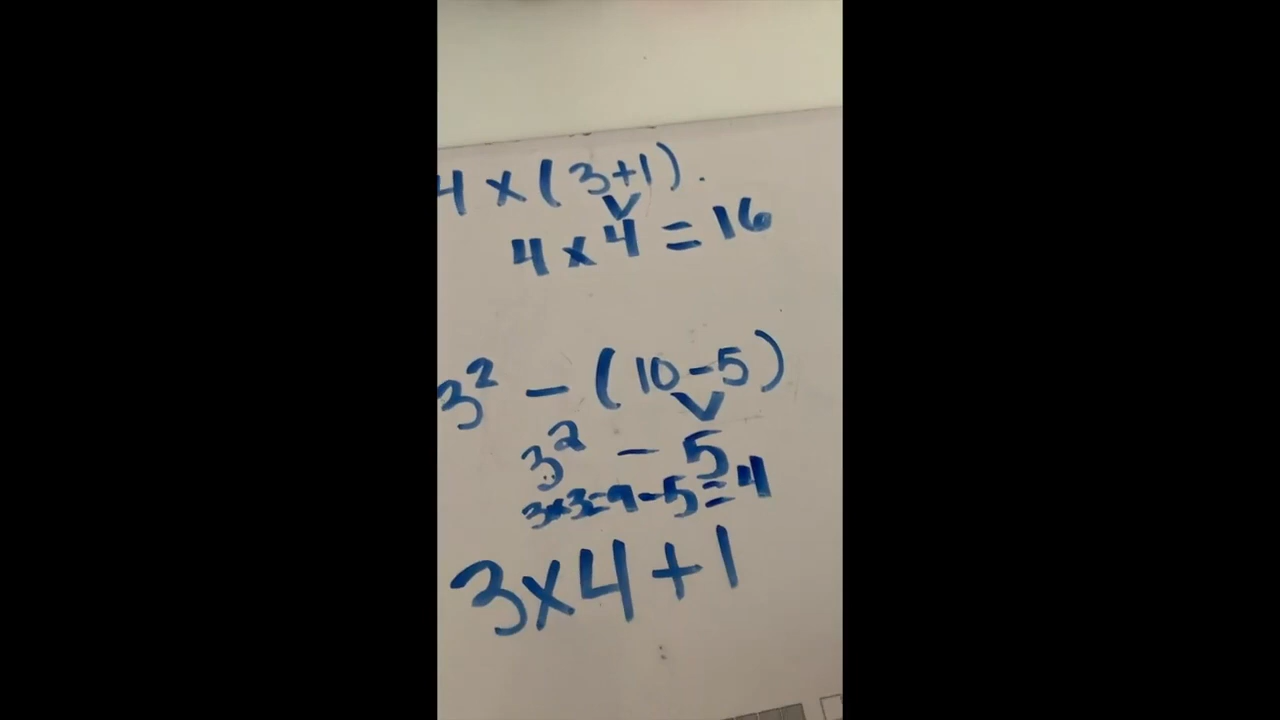 4 x (3+1).
4 x 4 = 16
3² - (10-5)
3² - 5
3x3=9-5=4
3x4+1